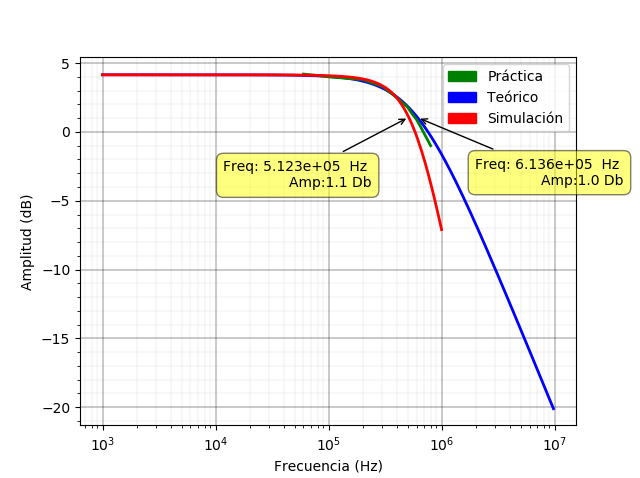 Práctica
Teórico
Simulación
Freq: 5.123e+05  Hz
Amp:1.1 Db
Freq: 6.136e+05  Hz
Amp:1.0 Db
Amplitud (dB)
5
0
−5
−10
−15
−20
10³
10⁴
10⁵
10⁶
10⁷
Frecuencia (Hz)